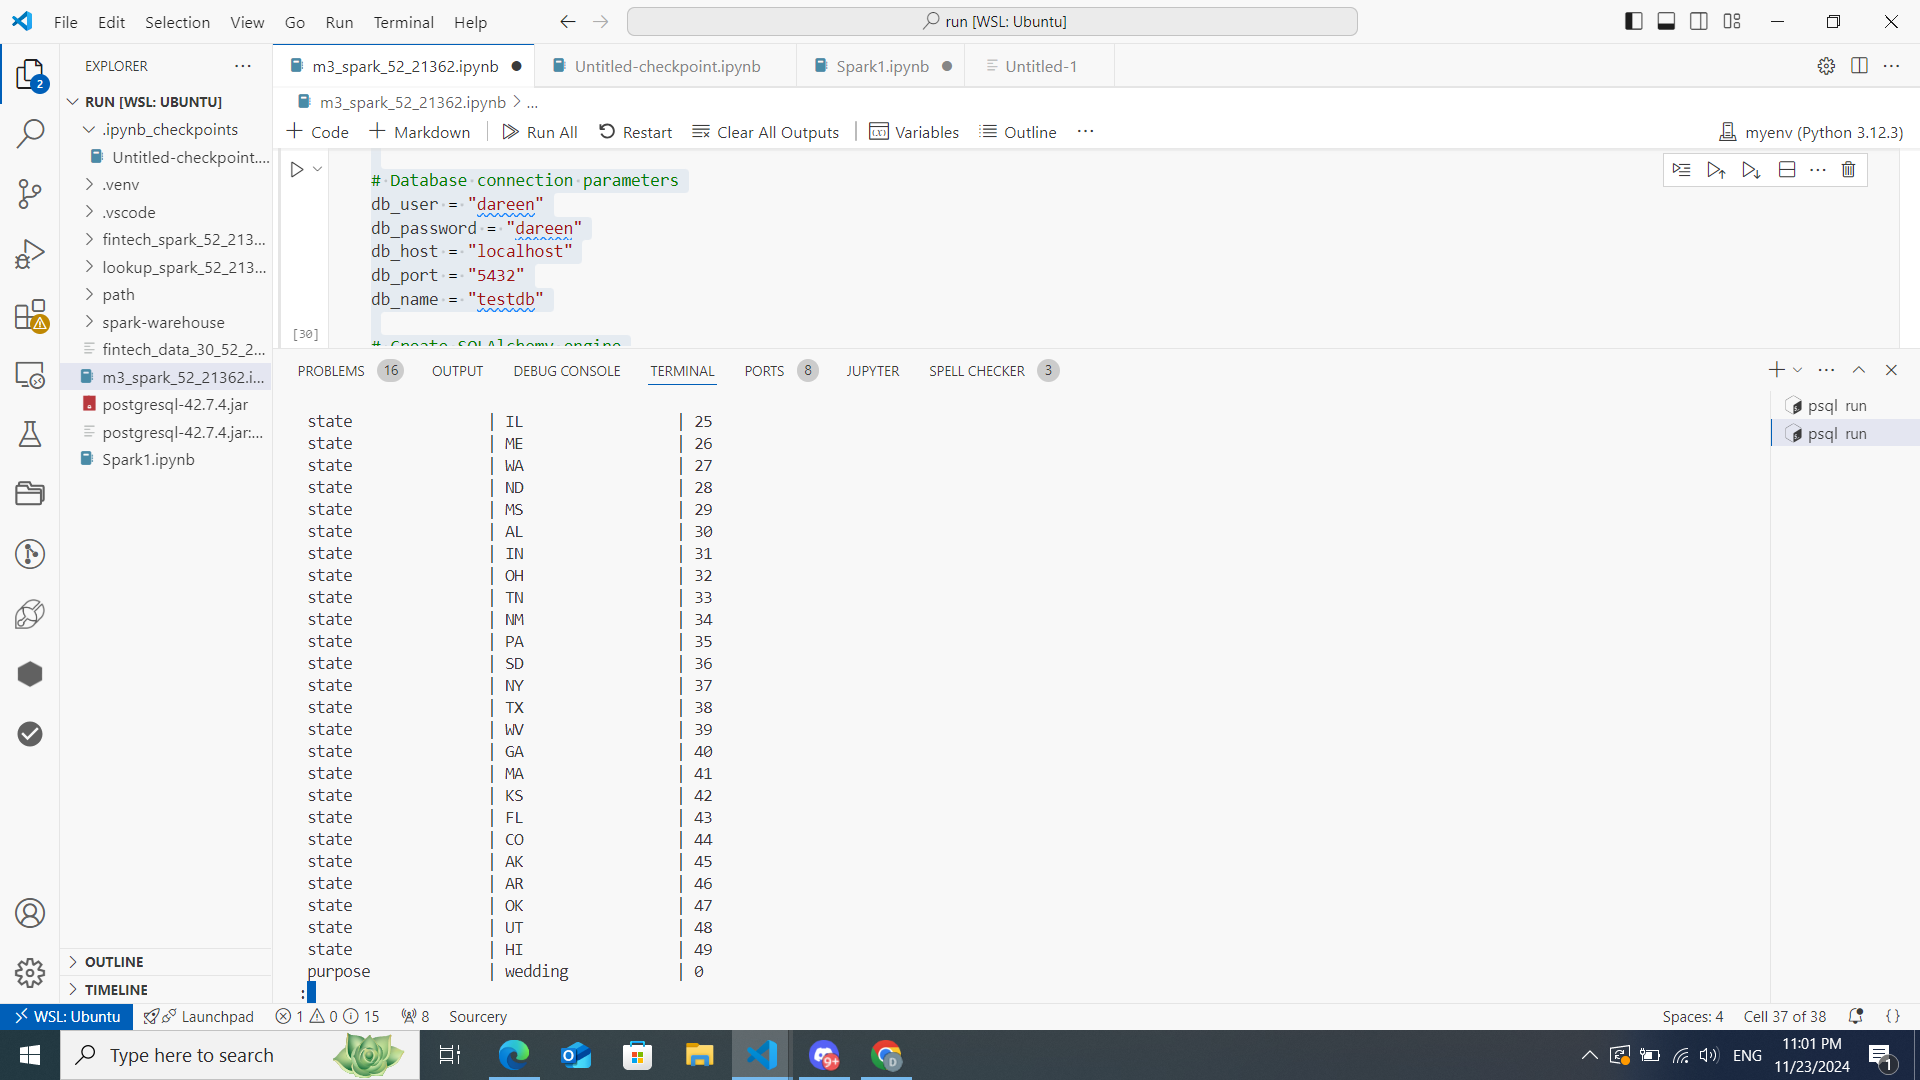 File Edit Selection View Go Run Terminal Help
run [WSL: Ubuntu]
EXPLORER
m3_spark_52_21362.ipynb
Untitled-checkpoint.ipynb
Spark1.ipynb
Untitled-1
2
RUN [WSL: UBUNTU]
.ipynb_checkpoints
Untitled-checkpoint....
.venv
.vscode
fintech_spark_52_213...
lookup_spark_52_213...
path
spark-warehouse
fintech_data_30_52_2...
m3_spark_52_21362.i...
postgresql-42.7.4.jar
postgresql-42.7.4.jar:...
Spark1.ipynb
OUTLINE
TIMELINE
m3_spark_52_21362.ipynb > ...
+ Code + Markdown Run All Restart Clear All Outputs Variables Outline ...
myenv (Python 3.12.3)
# Database connection parameters
db_user = "dareen"
db_password = "dareen"
db_host = "localhost"
db_port = "5432"
db_name = "testdb"
[30]
# Create SQLAlchemy engine
PROBLEMS 16 OUTPUT DEBUG CONSOLE TERMINAL PORTS 8 JUPYTER SPELL CHECKER 3
psql run
psql run
state | IL | 25
state | ME | 26
state | WA | 27
state | ND | 28
state | MS | 29
state | AL | 30
state | IN | 31
state | OH | 32
state | TN | 33
state | NM | 34
state | PA | 35
state | SD | 36
state | NY | 37
state | TX | 38
state | WV | 39
state | GA | 40
state | MA | 41
state | KS | 42
state | FL | 43
state | CO | 44
state | AK | 45
state | AR | 46
state | OK | 47
state | UT | 48
state | HI | 49
purpose | wedding | 0
:
WSL: Ubuntu Launchpad 1 0 15 8 Sourcery
Spaces: 4 Cell 37 of 38 {}
Type here to search
9+
D
ENG
11:01 PM
11/23/2024
1